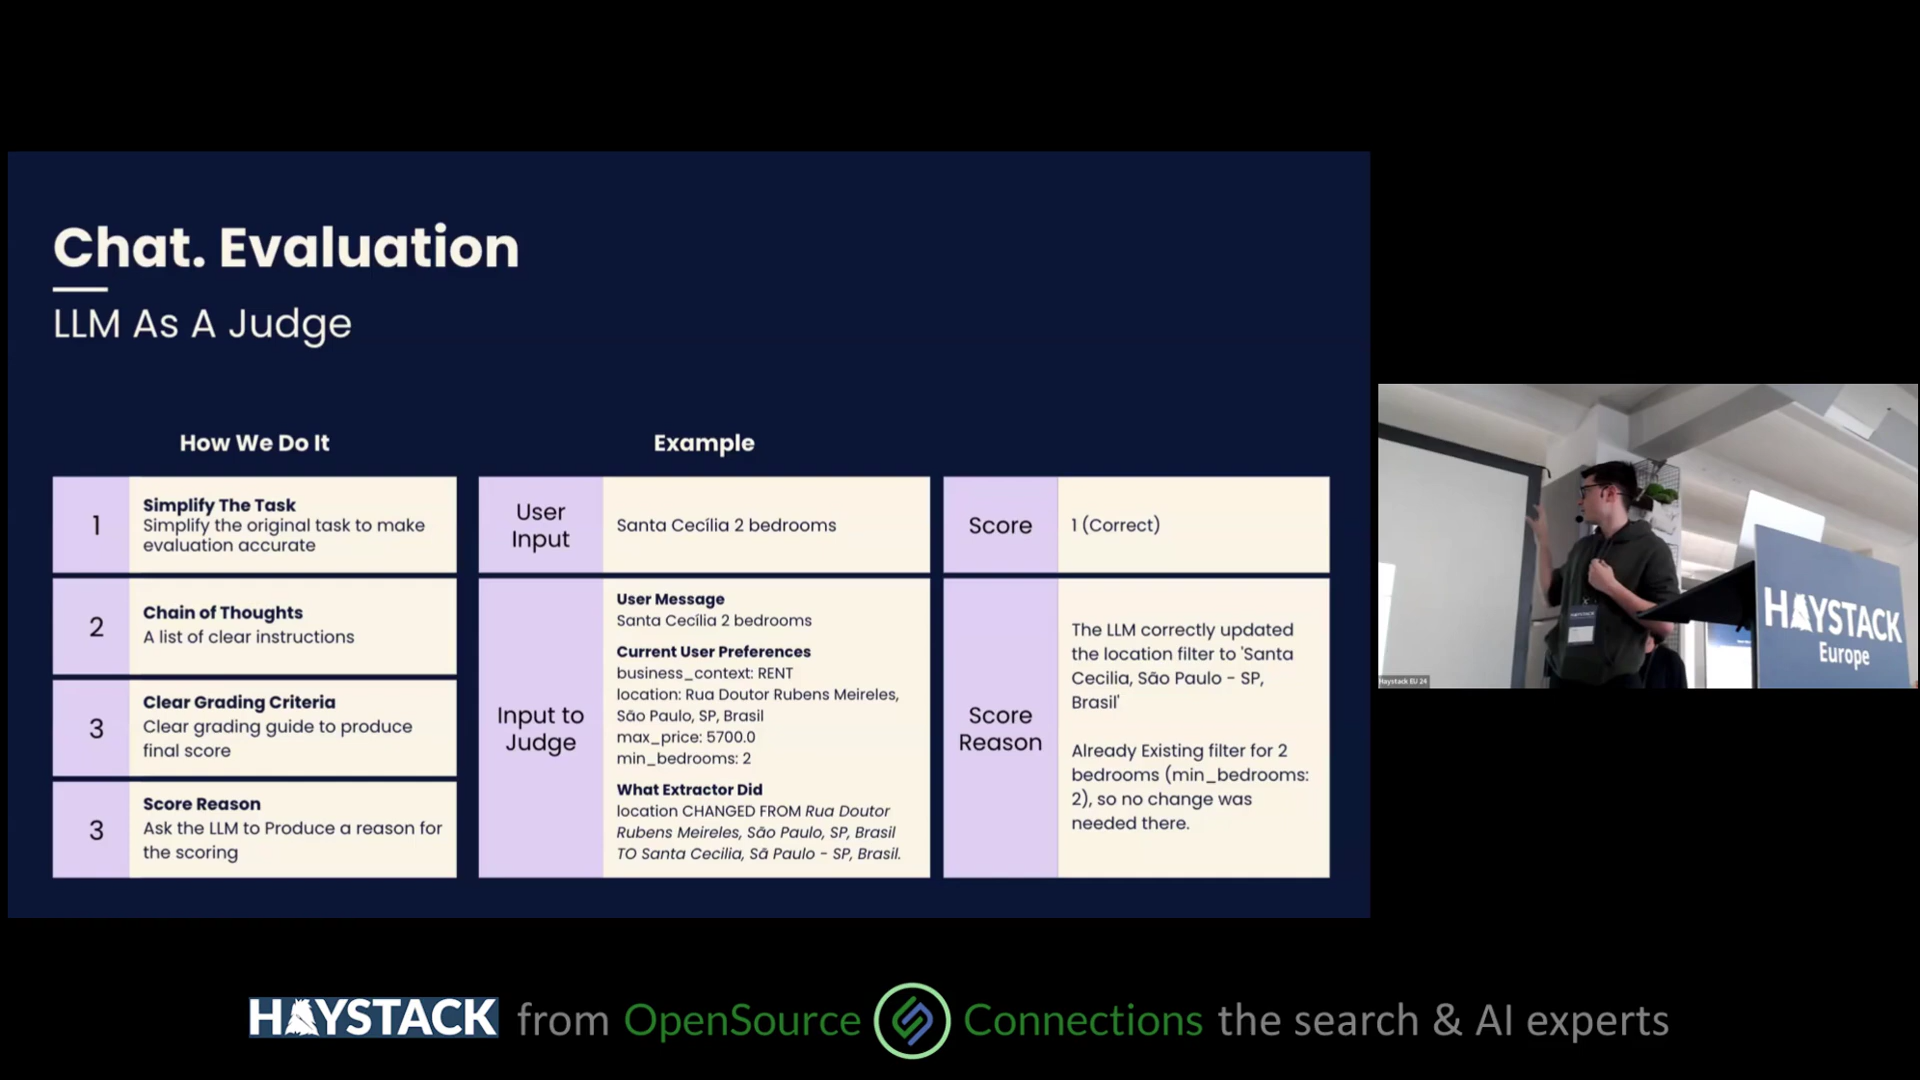 Chat. Evaluation
LLM As A Judge
How We Do It
1
Simplify The Task
Simplify the original task to make
evaluation accurate
2
Chain of Thoughts
A list of clear instructions
3
Clear Grading Criteria
Clear grading guide to produce
final score
3
Score Reason
Ask the LLM to Produce a reason for
the scoring
Example
User
Input
Santa Cecília 2 bedrooms
Input to
Judge
User Message
Santa Cecília 2 bedrooms
Current User Preferences
business_context: RENT
location: Rua Doutor Rubens Meireles,
São Paulo, SP, Brasil
max_price: 5700.0
min_bedrooms: 2
What Extractor Did
location CHANGED FROM Rua Doutor
Rubens Meireles, São Paulo, SP, Brasil
TO Santa Cecilia, Sã Paulo - SP, Brasil.
Score
1 (Correct)
Score
Reason
The LLM correctly updated
the location filter to 'Santa
Cecilia, São Paulo - SP,
Brasil'
Already Existing filter for 2
bedrooms (min_bedrooms:
2), so no change was
needed there.
HAYSTACK
Europe
Haystack EU 24
HAYSTACK from OpenSource Connections the search & AI experts